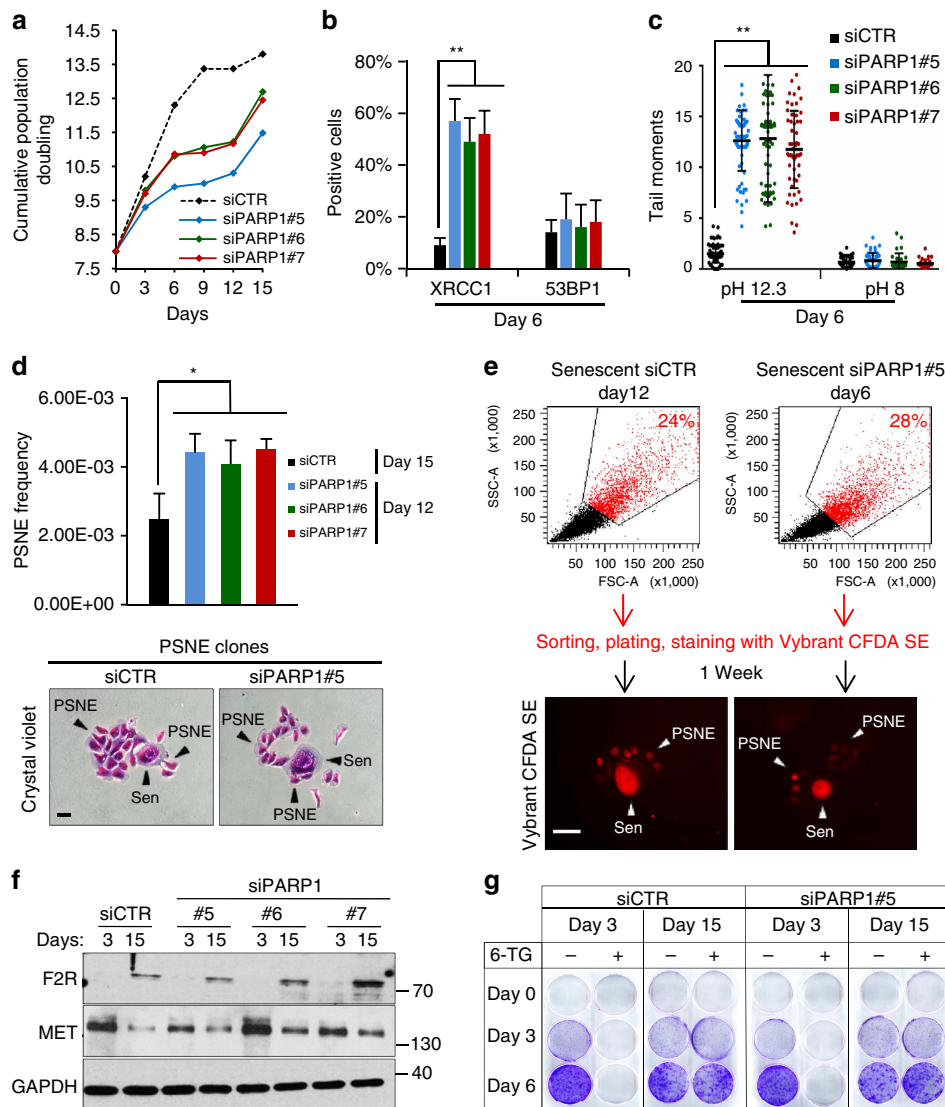 a
Cumulative population
doubling
13.5
12.5
11.5
10.5
9.5
8.5
7.5
0 3 6 9 12 15
Days
siCTR
siPARP1#5
siPARP1#6
siPARP1#7
b
Positive cells
80%
60%
40%
20%
0%
**
XRCC1 53BP1
Day 6
c
Tail moments
20
15
10
5
0
**
siCTR
siPARP1#5
siPARP1#6
siPARP1#7
pH 12.3 pH 8
Day 6
d
PSNE frequency
6.00E-03
4.00E-03
2.00E-03
0.00E+00
*
siCTR Day 15
siPARP1#5
siPARP1#6 Day 12
siPARP1#7
PSNE clones
siCTR siPARP1#5
Crystal violet
PSNE
PSNE
Sen
Sen
PSNE
e
Senescent siCTR
day12
Senescent siPARP1#5
day6
SSC-A (x1,000)
250
200
150
100
50
24%
50 100 150 200 250
FSC-A (x1,000)
SSC-A (x1,000)
250
200
150
100
50
28%
50 100 150 200 250
FSC-A (x1,000)
Sorting, plating, staining with Vybrant CFDA SE
1 Week
Vybrant CFDA SE
PSNE
Sen
PSNE
PSNE
Sen
f
siPARP1
siCTR #5 #6 #7
Days: 3 15 3 15 3 15 3 15
F2R
70
MET
130
GAPDH
40
g
siCTR siPARP1#5
Day 3 Day 15 Day 3 Day 15
6-TG − + − + − + − +
Day 0
Day 3
Day 6